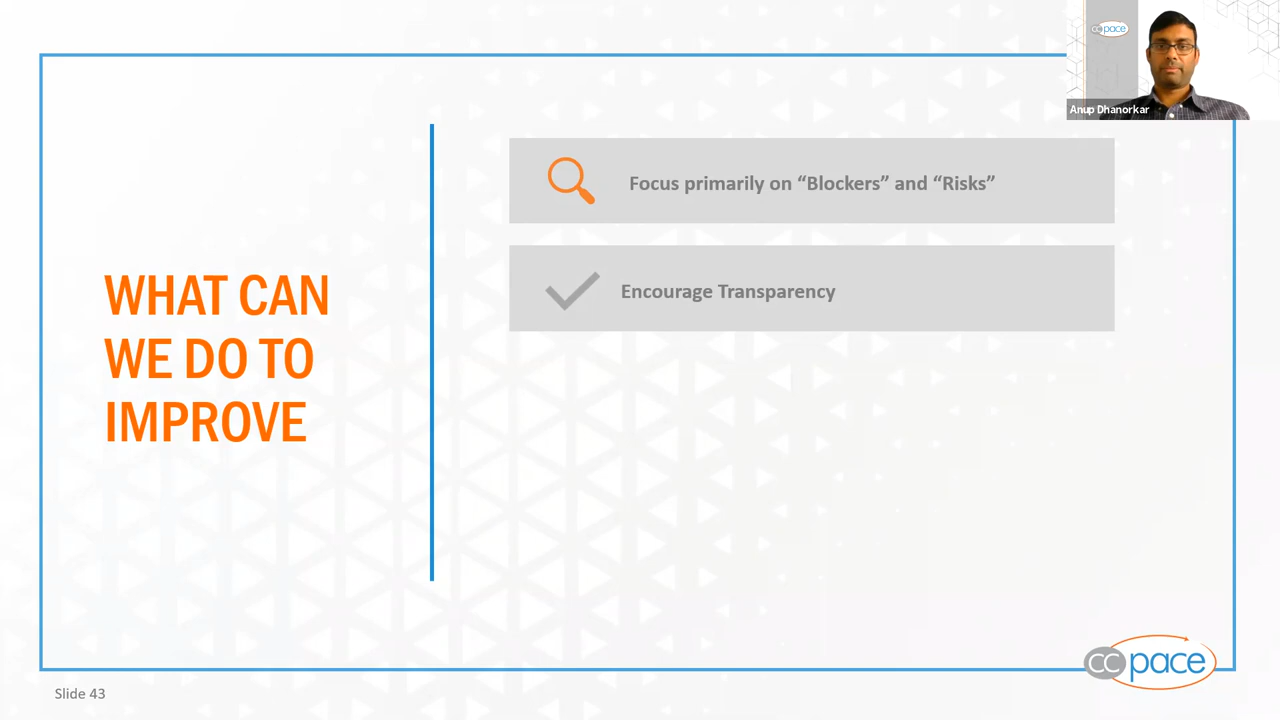 cc pace
Anup Dhanorkar
Focus primarily on “Blockers” and “Risks”
Encourage Transparency
WHAT CAN
WE DO TO
IMPROVE
cc pace
Slide 43